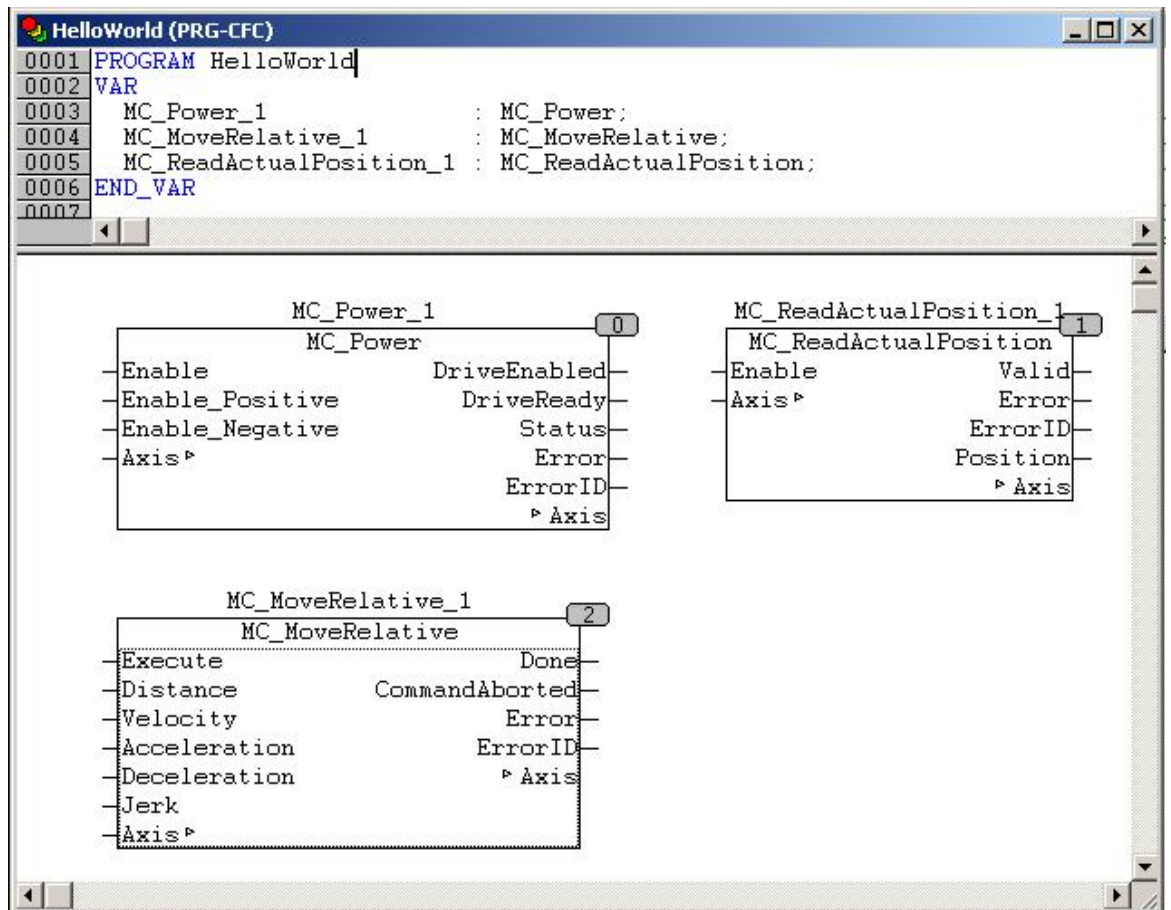 HelloWorld (PRG-CFC)
0001 PROGRAM HelloWorld
0002 VAR
0003 MC_Power_1 : MC_Power;
0004 MC_MoveRelative_1 : MC_MoveRelative;
0005 MC_ReadActualPosition_1 : MC_ReadActualPosition;
0006 END_VAR
0007
MC_Power_1
0
MC_Power
Enable DriveEnabled
Enable_Positive DriveReady
Enable_Negative Status
Axis Error
ErrorID
Axis
MC_ReadActualPosition_1
1
MC_ReadActualPosition
Enable Valid
Axis Error
ErrorID
Position
Axis
MC_MoveRelative_1
2
MC_MoveRelative
Execute Done
Distance CommandAborted
Velocity Error
Acceleration ErrorID
Deceleration Axis
Jerk
Axis